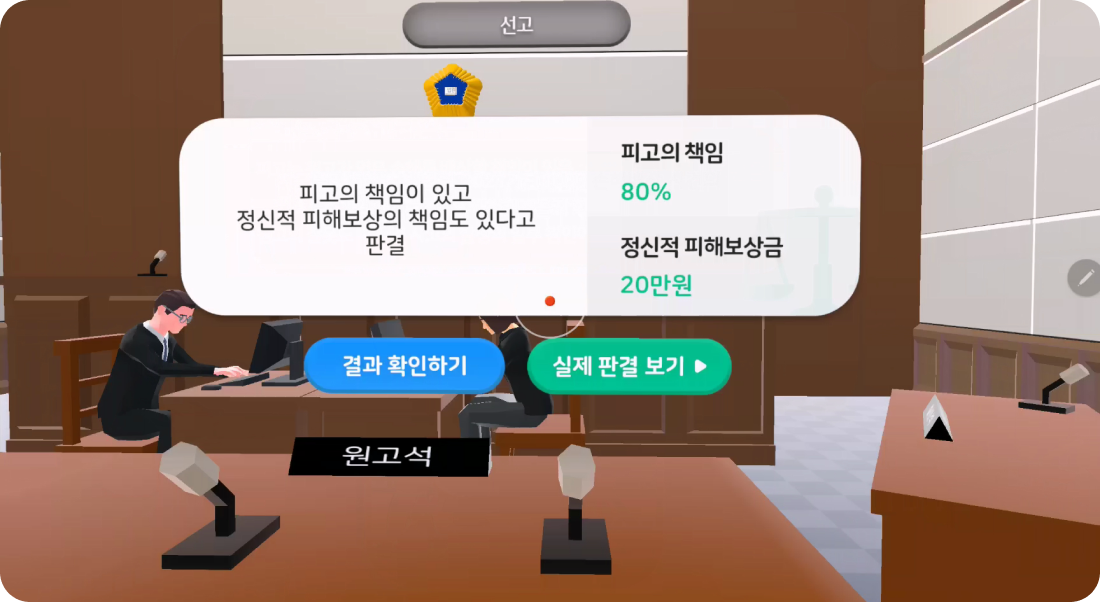 선고
피고의 책임이 있고
정신적 피해보상의 책임도 있다고
판결
피고의 책임
80%
정신적 피해보상금
20만원
결과 확인하기
실제 판결 보기
원고석